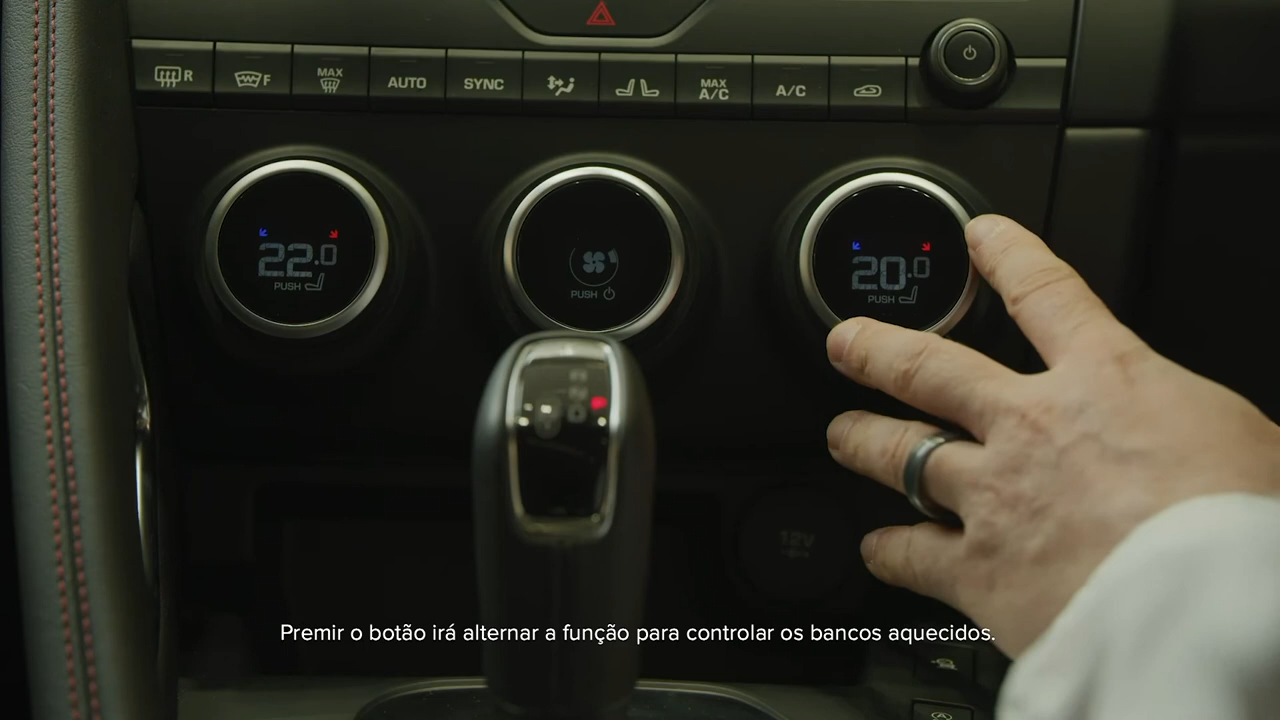 R
F
MAX
AUTO
SYNC
MAX
A/C
A/C
22.0
PUSH
PUSH
20.0
PUSH
12V
Premir o botão irá alternar a função para controlar os bancos aquecidos.